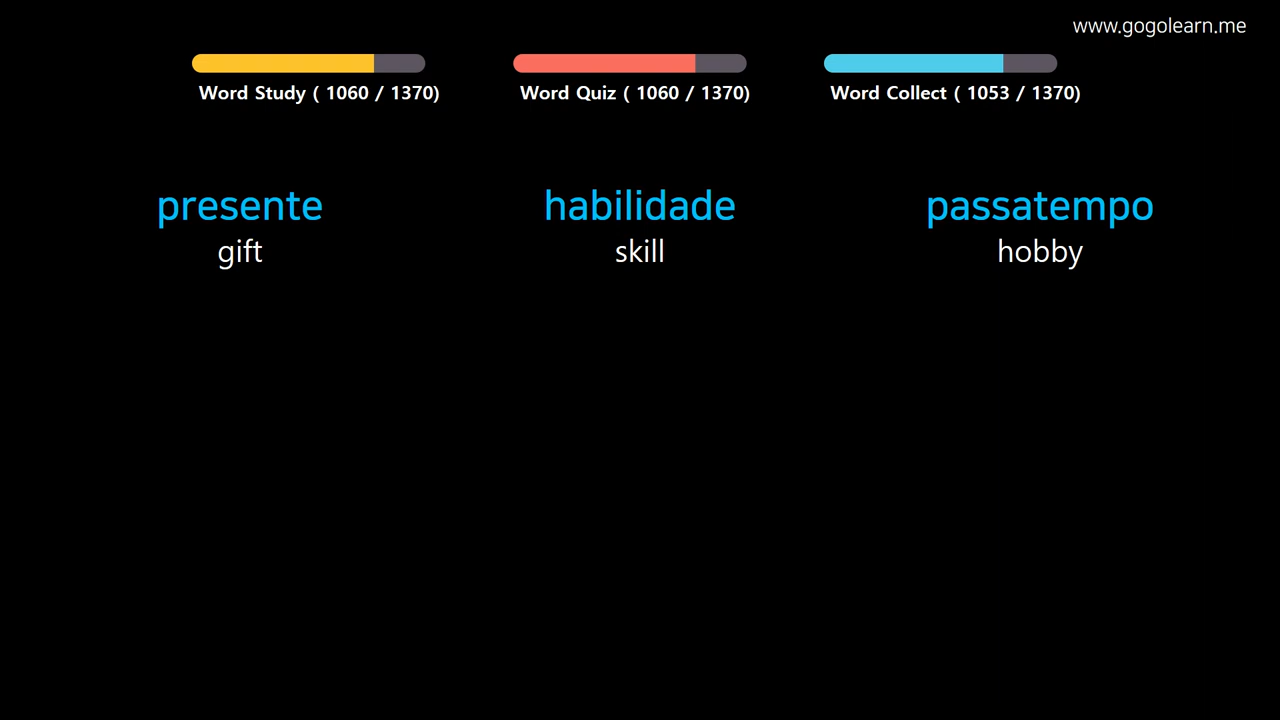 www.gogolearn.me
Word Study ( 1060 / 1370)
Word Quiz ( 1060 / 1370)
Word Collect ( 1053 / 1370)
presente
gift
habilidade
skill
passatempo
hobby